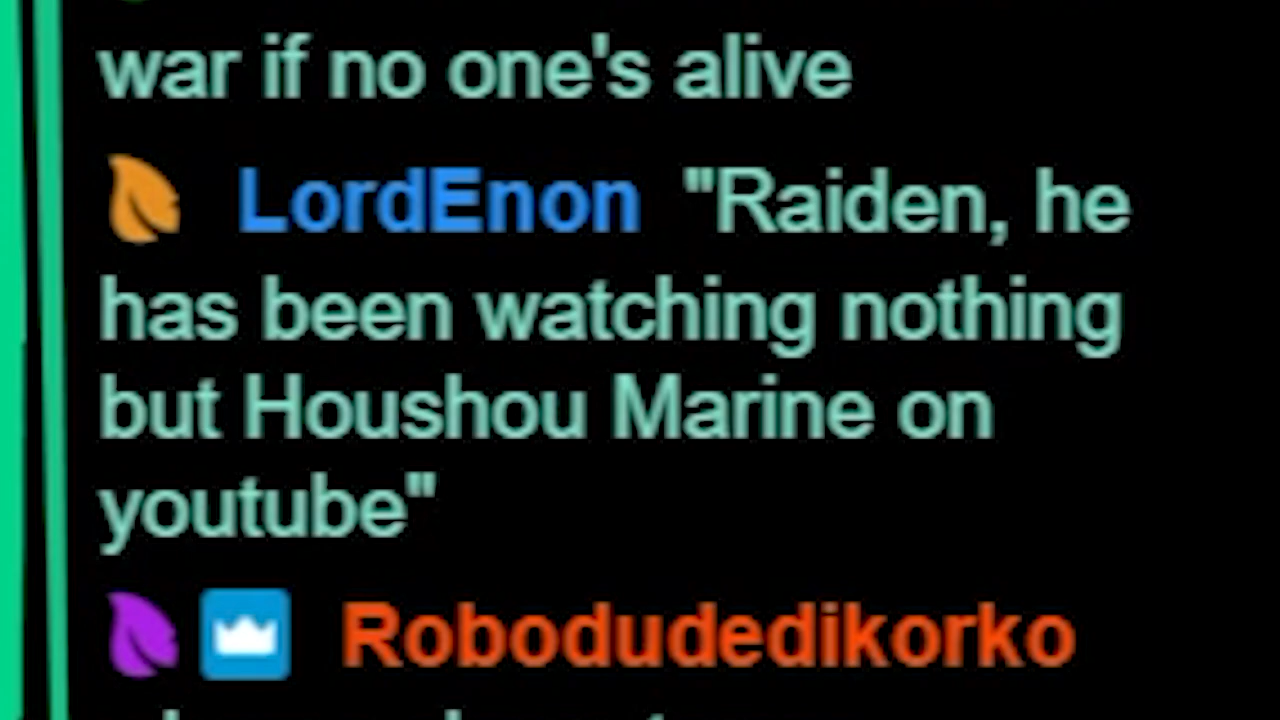 war if no one's alive
LordEnon "Raiden, he
has been watching nothing
but Houshou Marine on
youtube"
Robodudedikorko